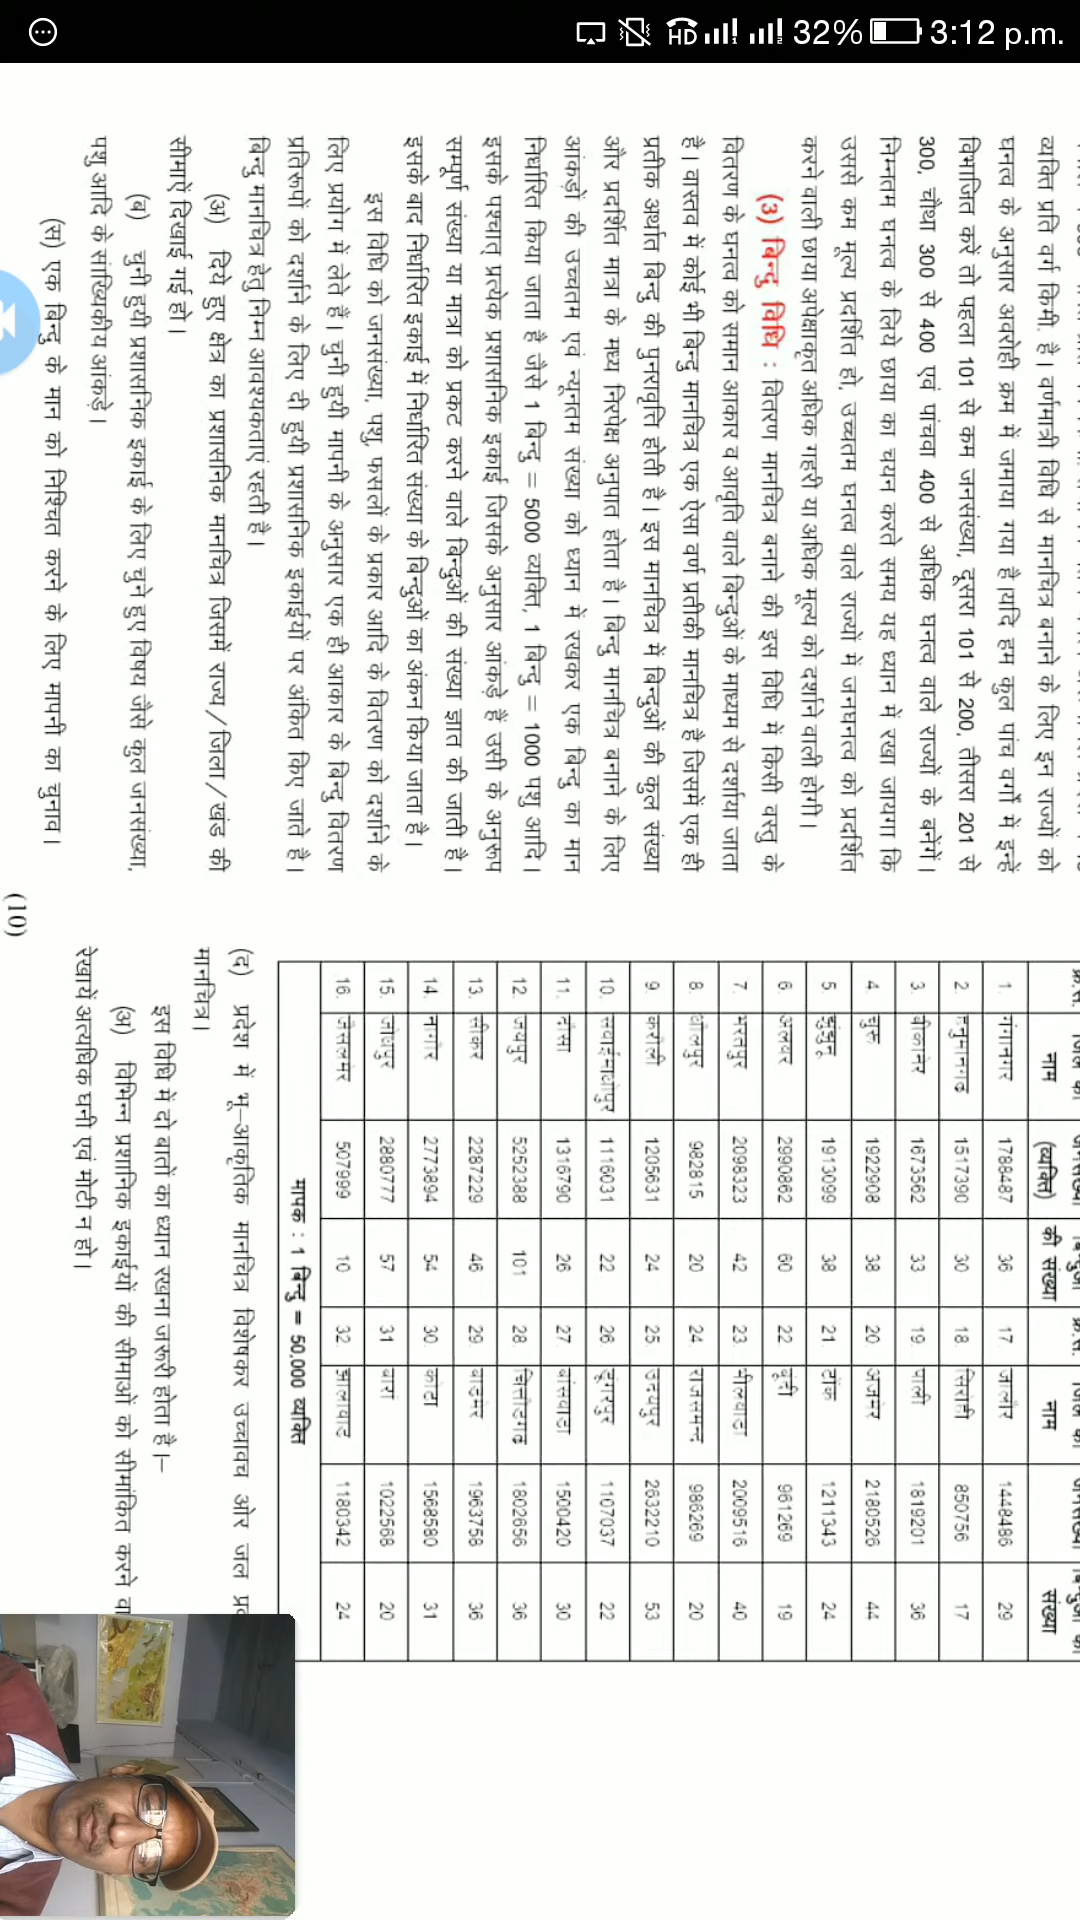 32% 3:12 p.m.
व्यक्ति प्रति वर्ग किमी. है। वर्णमात्री विधि से मानचित्र बनाने के लिए इन राज्यों को
घनत्व के अनुसार अवरोही क्रम में जमाया गया है।यदि हम कुल पांच वर्गों में इन्हें
विभाजित करें तो पहला 101 से कम जनसंख्या, दूसरा 101 से 200, तीसरा 201 से
300, चौथा 300 से 400 एवं पांचवा 400 से अधिक घनत्व वाले राज्यों के बनेंगें।
निम्नतम घनत्व के लिये छाया का चयन करते समय यह ध्यान में रखा जायगा कि
उससे कम मूल्य प्रदर्शित हो, उच्चतम घनत्व वाले राज्यों में जनघनत्व को प्रदर्शित
करने वाली छाया अपेक्षाकृत अधिक गहरी या अधिक मूल्य को दर्शाने वाली होगी।
(3) बिन्दु विधि : वितरण मानचित्र बनाने की इस विधि में किसी वस्तु के
वितरण के घनत्व को समान आकार व आवृति वाले बिन्दुओं के माध्यम से दर्शाया जाता
है। वास्तव में कोई भी बिन्दु मानचित्र एक ऐसा वर्ण प्रतीकी मानचित्र है जिसमें एक ही
प्रतीक अर्थात बिन्दु की पुनरावृत्ति होती है। इस मानचित्र में बिन्दुओं की कुल संख्या
और प्रदर्शित मात्रा के मध्य निरपेक्ष अनुपात होता है। बिन्दु मानचित्र बनाने के लिए
आंकड़ों की उच्चतम एवं न्यूनतम संख्या को ध्यान में रखकर एक बिन्दु का मान
निर्धारित किया जाता है जैसे 1 बिन्दु = 5000 व्यक्ति, 1 बिन्दु = 1000 पशु आदि।
इसके पश्चात् प्रत्येक प्रशासनिक इकाई जिसके अनुसार आंकड़े हैं उसी के अनुरूप
सम्पूर्ण संख्या या मात्रा को प्रकट करने वाले बिन्दुओं की संख्या ज्ञात की जाती है।
इसके बाद निर्धारित इकाई में निर्धारित संख्या के बिन्दुओं का अंकन किया जाता है।
इस विधि को जनसंख्या, पशु, फसलों के प्रकार आदि के वितरण को दर्शाने के
लिए प्रयोग में लेते है। चुनी हुयी मापनी के अनुसार एक ही आकार के बिन्दु वितरण
प्रतिरूपों को दर्शाने के लिए दी हुयी प्रशासनिक इकाईयों पर अंकित किए जाते है।
बिन्दु मानचित्र हेतु निम्न आवश्यकताएं रहती है।
(अ) दिये हुए क्षेत्र का प्रशासनिक मानचित्र जिसमें राज्य/जिला/खंड की
सीमाऐं दिखाई गई हो।
(ब) चुनी हुयी प्रशासनिक इकाई के लिए चुने हुए विषय जैसे कुल जनसंख्या,
पशु आदि के सांख्यिकीय आंकड़े।
(स) एक बिन्दु के मान को निश्चित करने के लिए मापनी का चुनाव।
क्र.सं. जिले का जनसंख्या बिन्दुओं क्र.सं. जिले का जनसंख्या बिन्दुओं की
नाम (व्यक्ति) की संख्या नाम संख्या
1. गंगानगर 1788487 36 17. जालौर 1448486 29
2. हनुमानगढ 1517390 30 18. सिरोही 850756 17
3. बीकानेर 1673562 33 19. पाली 1819201 36
4. चुरू 1922908 38 20. अजमेर 2180526 44
5. झुंझुनू 1913099 38 21. टोंक 1211343 24
6. अलवर 2990862 60 22. बूंदी 961269 19
7. भरतपुर 2098323 42 23. भीलवाडा 2009516 40
8. धौलपुर 982815 20 24. राजसमन्द 986269 20
9. करौली 1205631 24 25. उदयपुर 2632210 53
10. सवाईमाधोपुर 1116031 22 26. डूंगरपुर 1107037 22
11. दौसा 1316790 26 27. बांसवाडा 1500420 30
12. जयपुर 5252388 101 28. चित्तौडगढ 1802656 36
13. सीकर 2287229 46 29. बाडमेर 1963758 36
14. नागौर 2773894 54 30. कोटा 1568580 31
15. जोधपुर 2880777 57 31. बारां 1022568 20
16. जैसलमेर 507999 10 32. झालावाड 1180342 24
मापक : 1 बिन्दु = 50,000 व्यक्ति
(द) प्रदेश में भू–आकृतिक मानचित्र विशेषकर उच्चावच और जल
मानचित्र।
इस विधि में दो बातों का ध्यान रखना जरूरी होता है।–
(अ) विभिन्न प्रशानिक इकाईयों की सीमाओं को सीमांकित करने
रेखायें अत्यधिक घनी एवं मोटी न हो।
(10)